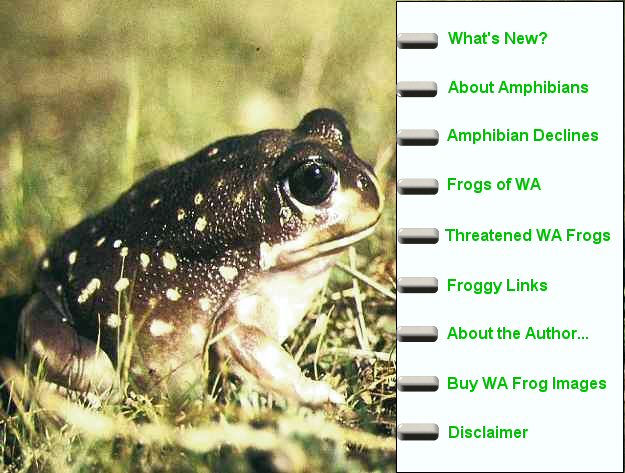 What's New?
About Amphibians
Amphibian Declines
Frogs of WA
Threatened WA Frogs
Froggy Links
About the Author...
Buy WA Frog Images
Disclaimer